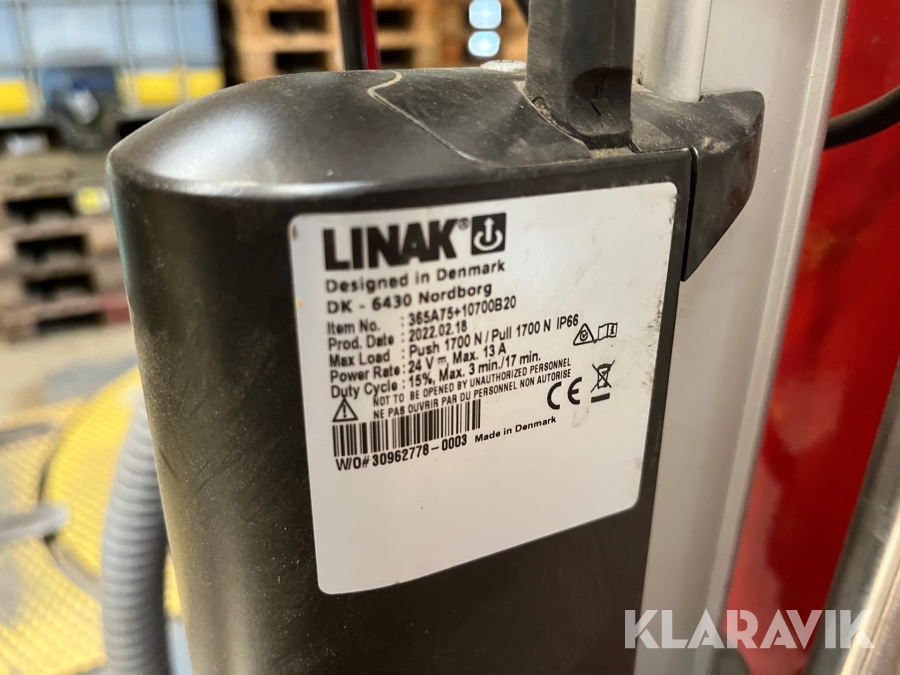 KLARAVIK
LINAK®
Designed in Denmark
DK - 6430 Nordborg
Item No. : 365A75+10700B20
Prod. Date : 2022.02.18
Max Load : Push 1700 N / Pull 1700 N IP66
Power Rate : 24 V ⎓, Max. 13 A
Duty Cycle : 15%, Max. 3 min./17 min.
NOT TO BE OPENED BY UNAUTHORIZED PERSONNEL
NE PAS OUVRIR PAR DU PERSONNEL NON AUTORISE
CE
W/O# 30962778-0003 Made in Denmark
KLARAVIK